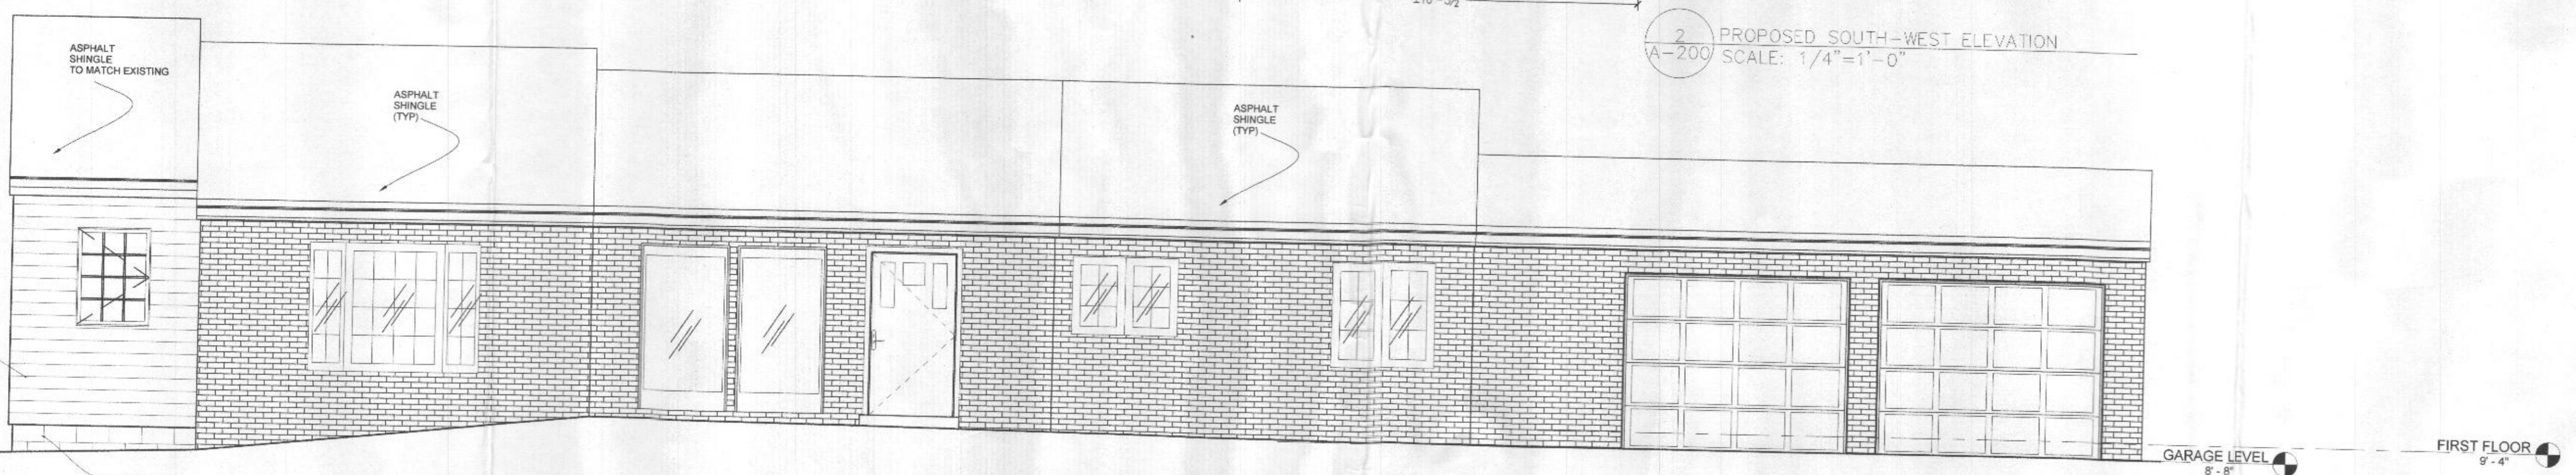 2
A-200
PROPOSED SOUTH-WEST ELEVATION
SCALE: 1/4"=1'-0"
ASPHALT
SHINGLE
TO MATCH EXISTING
ASPHALT
SHINGLE
(TYP)
ASPHALT
SHINGLE
(TYP)
GARAGE LEVEL
8' - 8"
FIRST FLOOR
9' - 4"